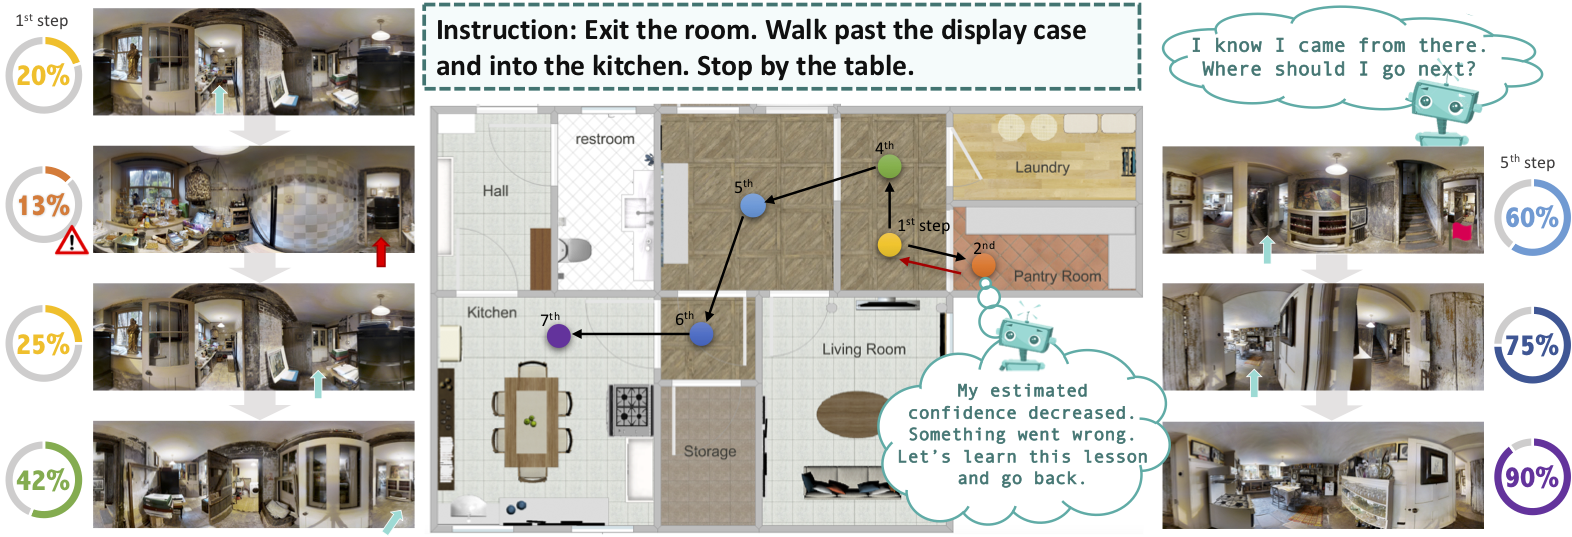 1st step
20%
13%
25%
42%
Instruction: Exit the room. Walk past the display case
and into the kitchen. Stop by the table.
Hall
restroom
Laundry
Pantry Room
Kitchen
Living Room
Storage
1st step
2nd
4th
5th
6th
7th
My estimated
confidence decreased.
Something went wrong.
Let's learn this lesson
and go back.
I know I came from there.
Where should I go next?
5th step
60%
75%
90%